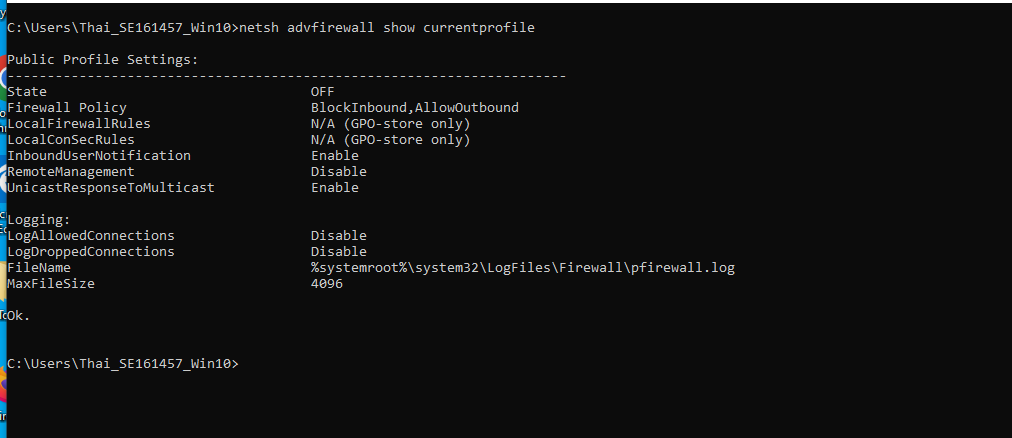 C:\Users\Thai_SE161457_Win10>netsh advfirewall show currentprofile
Public Profile Settings:
----------------------------------------------------------------------
State OFF
Firewall Policy BlockInbound,AllowOutbound
LocalFirewallRules N/A (GPO-store only)
LocalConSecRules N/A (GPO-store only)
InboundUserNotification Enable
RemoteManagement Disable
UnicastResponseToMulticast Enable
Logging:
LogAllowedConnections Disable
LogDroppedConnections Disable
FileName %systemroot%\system32\LogFiles\Firewall\pfirewall.log
MaxFileSize 4096
Ok.
C:\Users\Thai_SE161457_Win10>